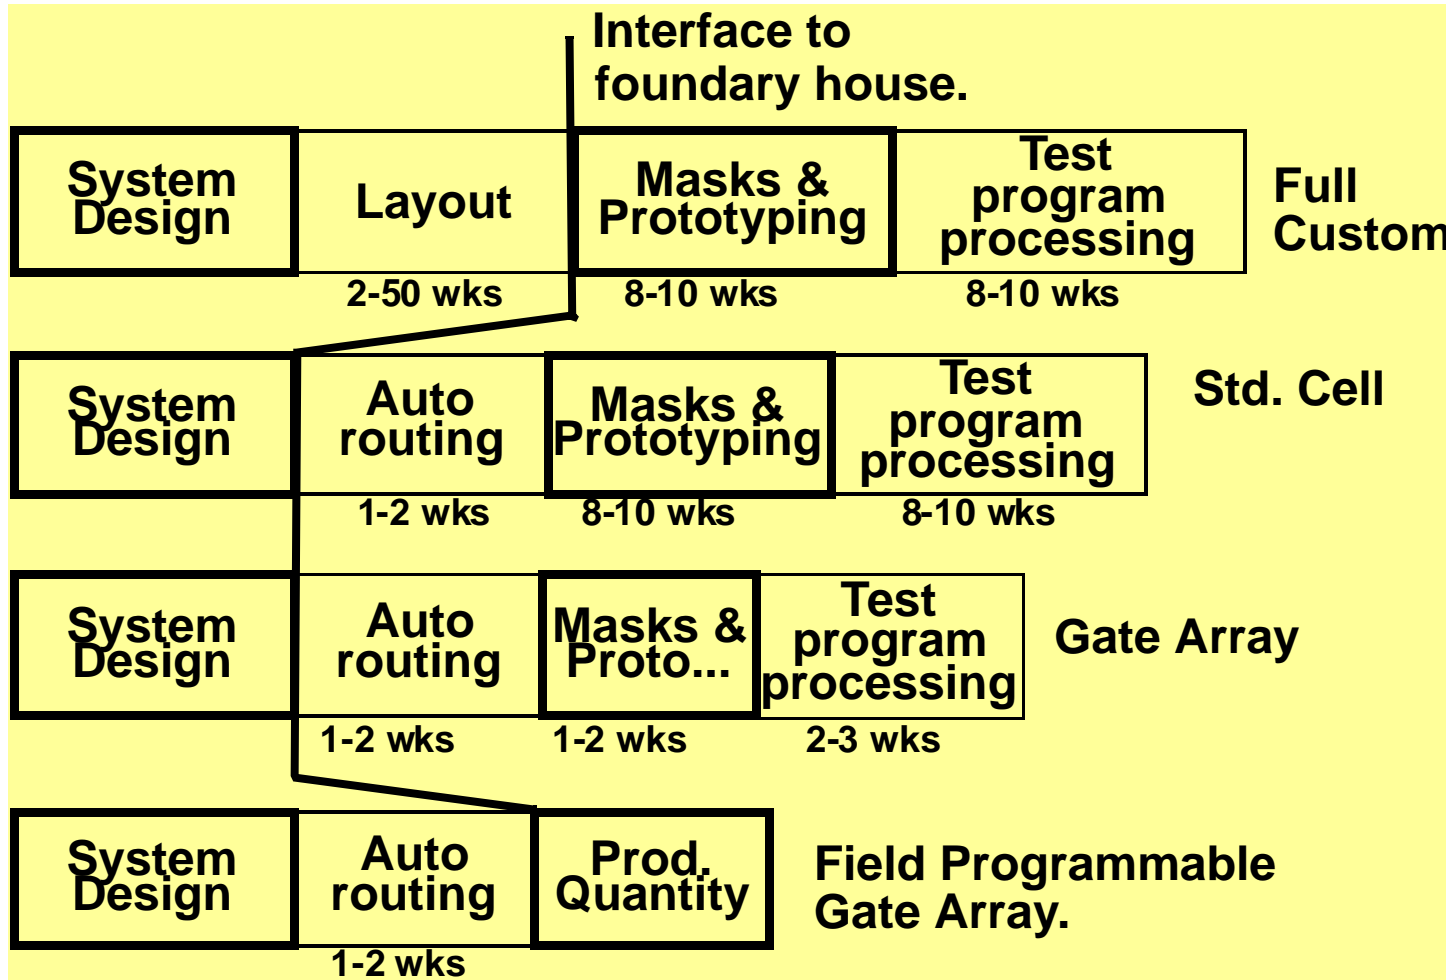 Interface to
foundary house.
System
Design
Layout
Masks &
Prototyping
Test
program
processing
Full
Custom
2-50 wks
8-10 wks
8-10 wks
System
Design
Auto
routing
Masks &
Prototyping
Test
program
processing
Std. Cell
1-2 wks
8-10 wks
8-10 wks
System
Design
Auto
routing
Masks &
Proto...
Test
program
processing
Gate Array
1-2 wks
1-2 wks
2-3 wks
System
Design
Auto
routing
Prod.
Quantity
Field Programmable
Gate Array.
1-2 wks